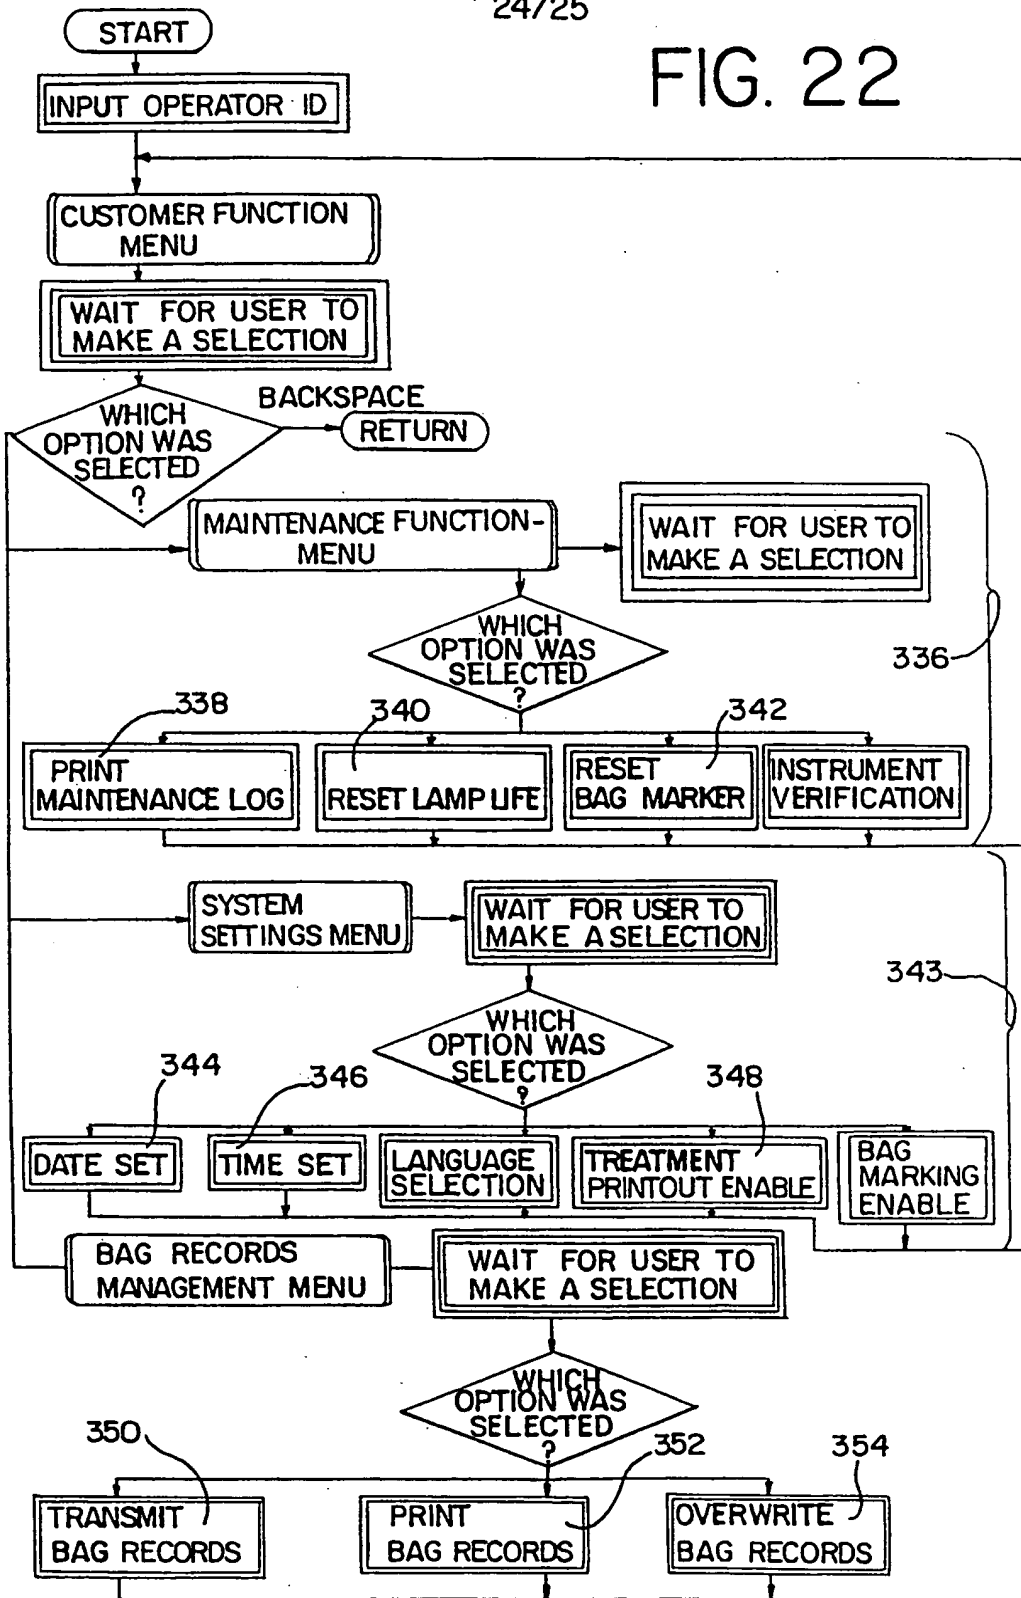 24/25
FIG. 22
START
INPUT OPERATOR ID
CUSTOMER FUNCTION
MENU
WAIT FOR USER TO
MAKE A SELECTION
WHICH
OPTION WAS
SELECTED
?
BACKSPACE
RETURN
MAINTENANCE FUNCTION-
MENU
WAIT FOR USER TO
MAKE A SELECTION
WHICH
OPTION WAS
SELECTED
?
336
338
340
342
PRINT
MAINTENANCE LOG
RESET LAMP LIFE
RESET
BAG MARKER
INSTRUMENT
VERIFICATION
SYSTEM
SETTINGS MENU
WAIT FOR USER TO
MAKE A SELECTION
343
WHICH
OPTION WAS
SELECTED
?
344
346
348
DATE SET
TIME SET
LANGUAGE
SELECTION
TREATMENT
PRINTOUT ENABLE
BAG
MARKING
ENABLE
BAG RECORDS
MANAGEMENT MENU
WAIT FOR USER TO
MAKE A SELECTION
WHICH
OPTION WAS
SELECTED
?
350
352
354
TRANSMIT
BAG RECORDS
PRINT
BAG RECORDS
OVERWRITE
BAG RECORDS